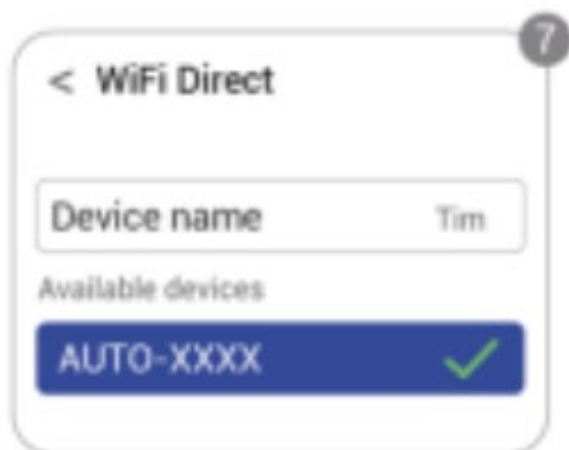 7
< WiFi Direct
Device name Tim
Available devices
AUTO-XXXX